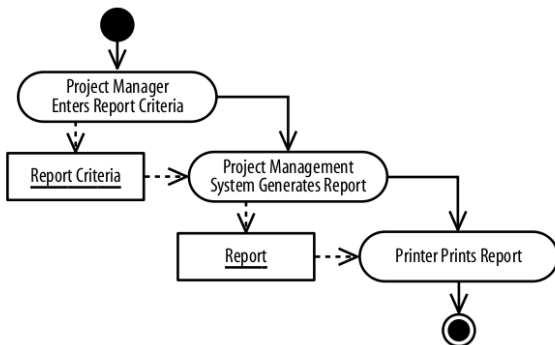 Project Manager
Enters Report Criteria
Report Criteria
Project Management
System Generates Report
Report
Printer Prints Report